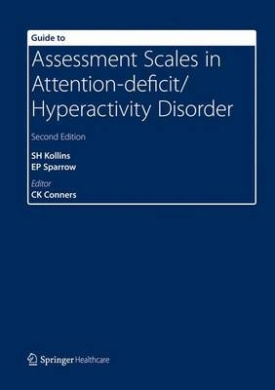 Guide to
Assessment Scales in
Attention-deficit/
Hyperactivity Disorder
Second Edition
SH Kollins
EP Sparrow
Editor
CK Conners
Springer Healthcare